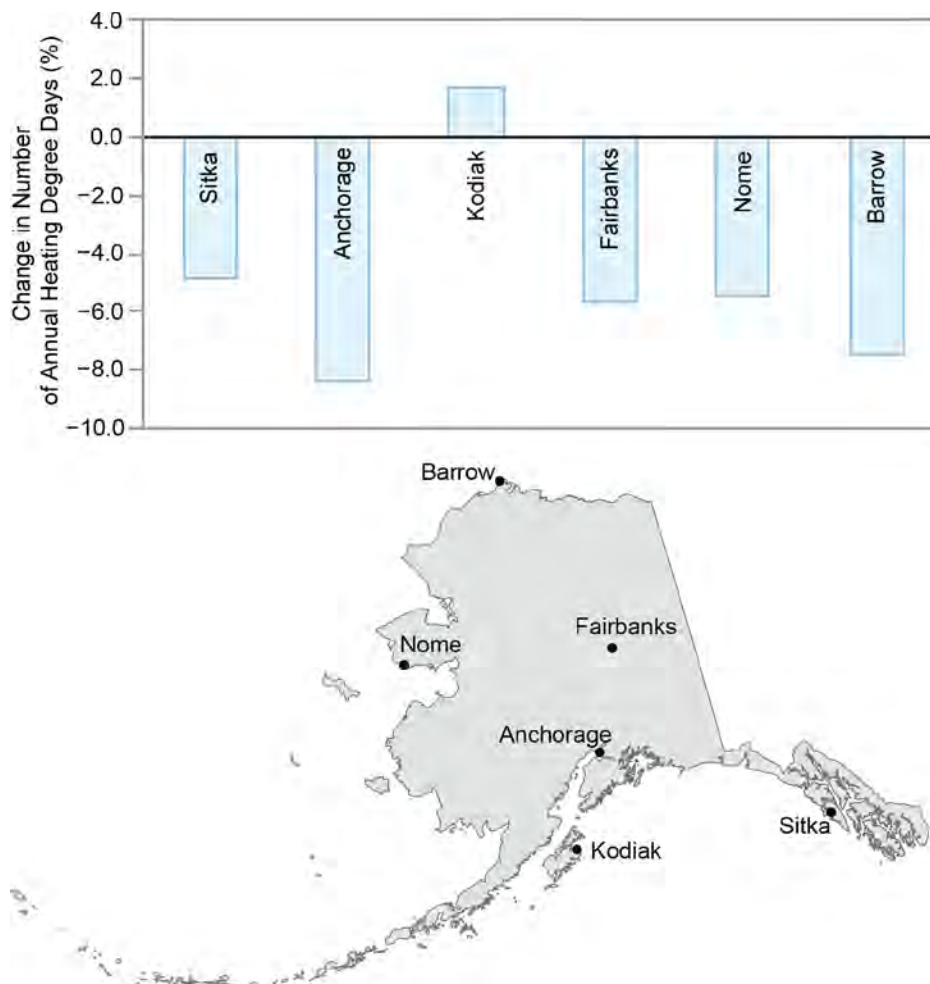 Change in Number
of Annual Heating Degree Days (%)
4.0
2.0
0.0
−2.0
−4.0
−6.0
−8.0
−10.0
Sitka
Anchorage
Kodiak
Fairbanks
Nome
Barrow
Barrow
Fairbanks
Nome
Anchorage
Sitka
Kodiak